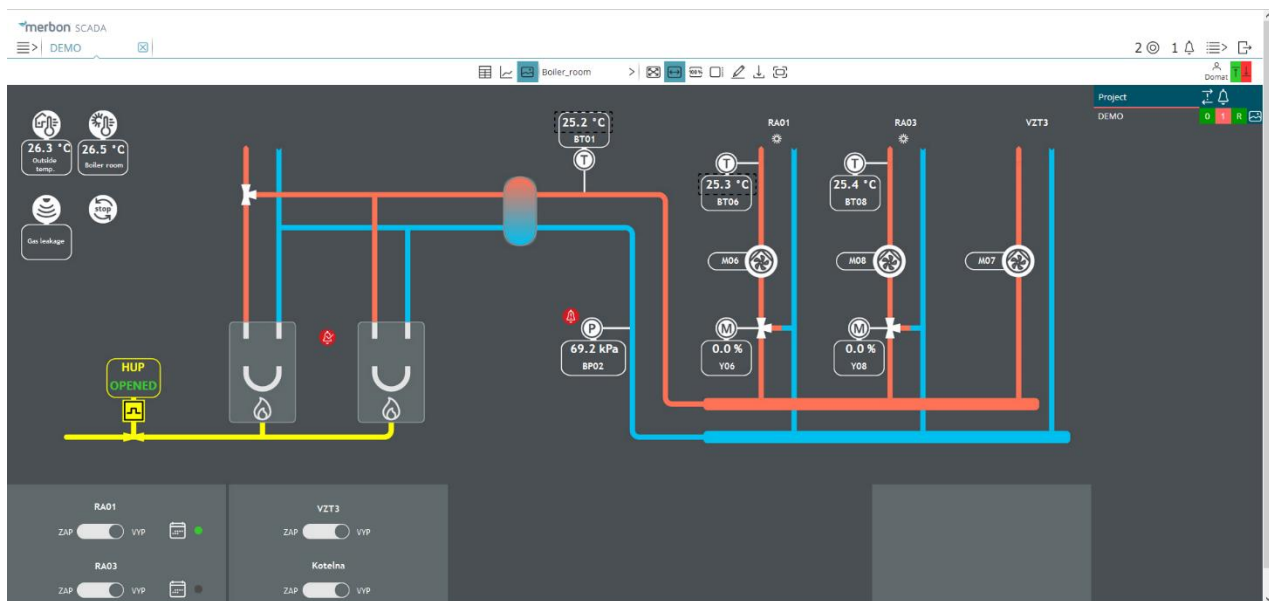 merbon SCADA
DEMO
2 1
Boiler_room
100%
Domat
Project
DEMO 0 1 R
26.3 °C
Outside
temp.
26.5 °C
Boiler room
stop
Gas leakage
25.2 °C
BT01
T
RA01
RA03
VZT3
T
25.3 °C
BT06
T
25.4 °C
BT08
M06
M08
M07
P
69.2 kPa
BP02
M
0.0 %
Y06
M
0.0 %
Y08
HUP
OPENED
RA01
ZAP VYP
RA03
ZAP VYP
VZT3
ZAP VYP
Kotelna
ZAP VYP